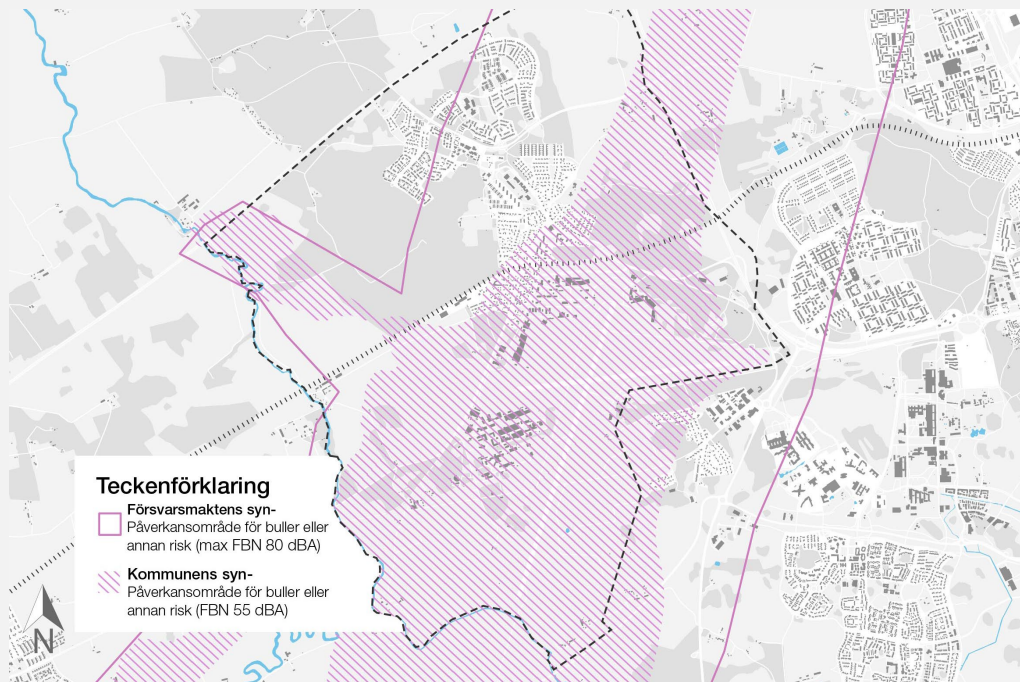 Teckenförklaring
Försvarsmaktens syn-
Påverkansområde för buller eller
annan risk (max FBN 80 dBA)
Kommunens syn-
Påverkansområde för buller eller
annan risk (FBN 55 dBA)
N